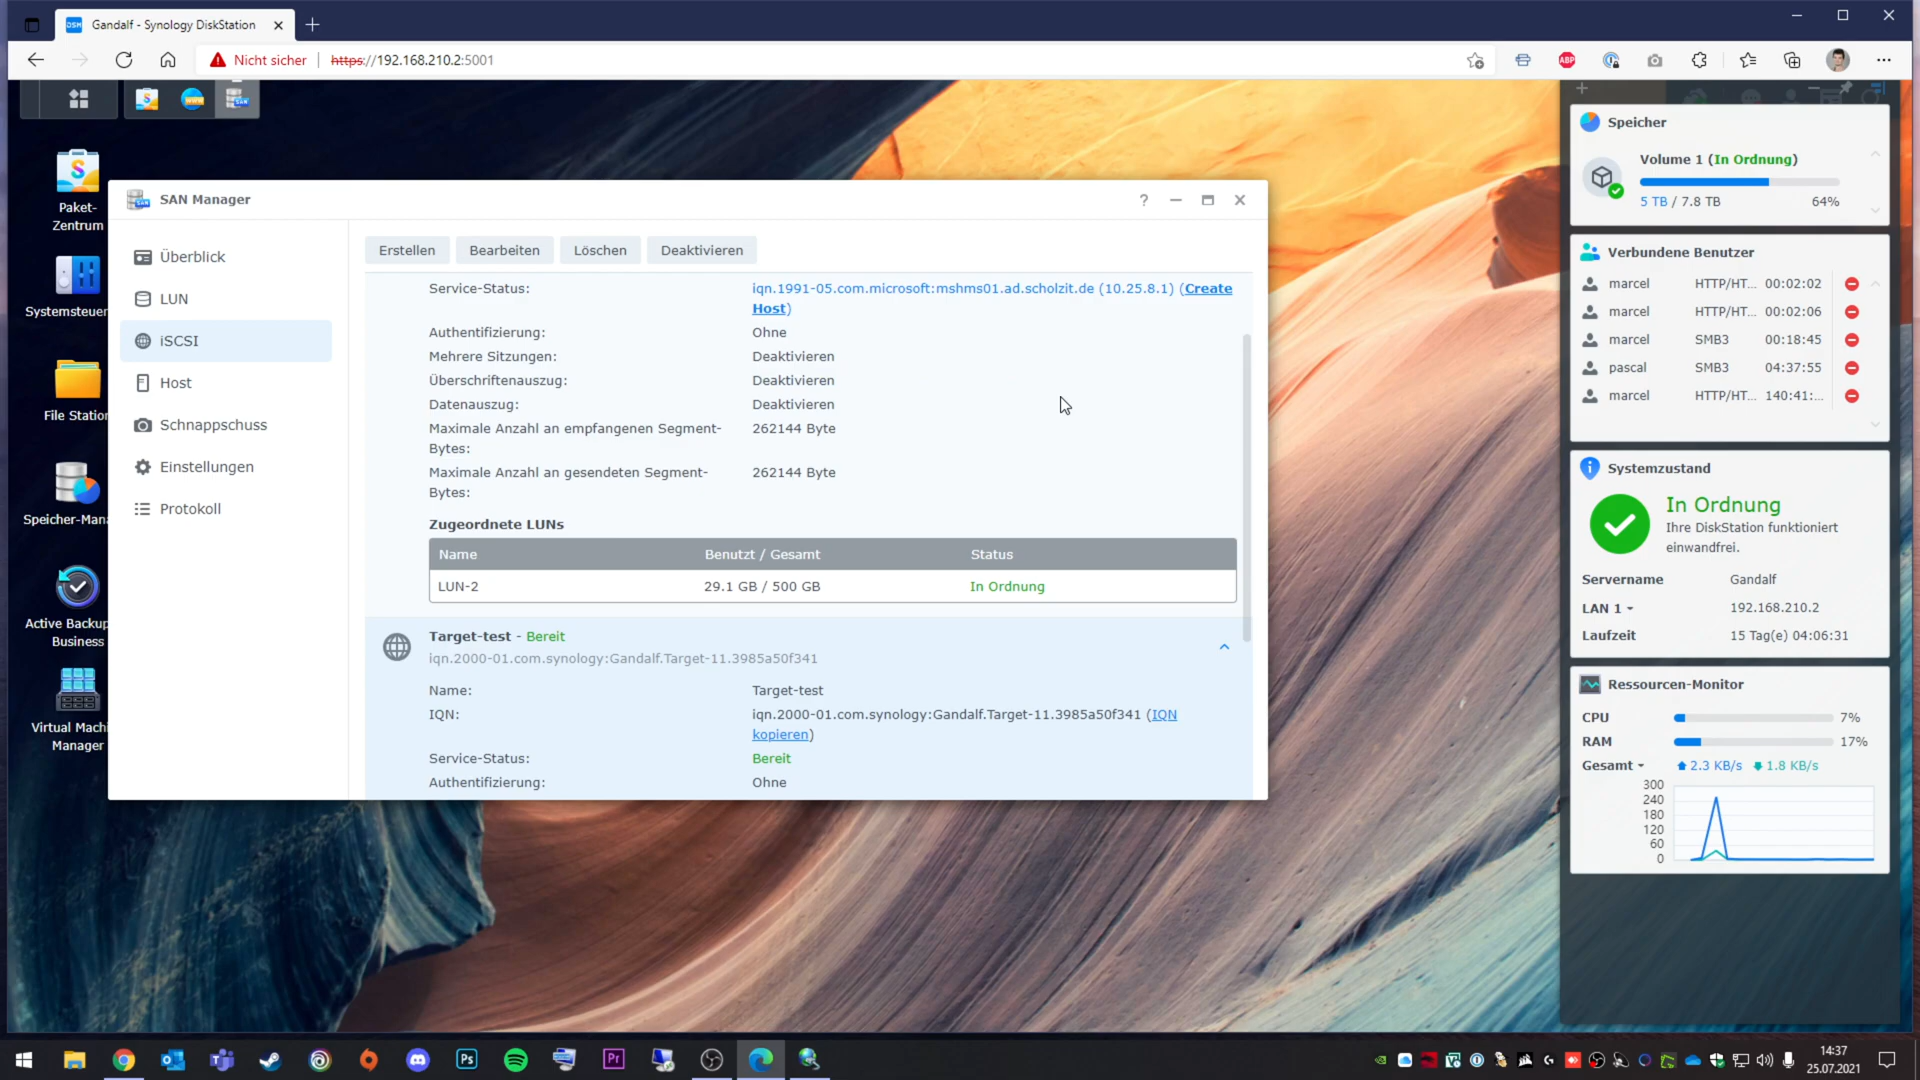 Gandalf - Synology DiskStation
Nicht sicher
https://192.168.210.2:5001
Paket-
Zentrum
Systemsteuer
File Station
Speicher-Mana
Active Backup
Business
Virtual Machi
Manager
SAN Manager
Überblick
LUN
iSCSI
Host
Schnappschuss
Einstellungen
Protokoll
Erstellen
Bearbeiten
Löschen
Deaktivieren
Service-Status: iqn.1991-05.com.microsoft:mshms01.ad.scholzit.de (10.25.8.1) (Create
Host)
Authentifizierung: Ohne
Mehrere Sitzungen: Deaktivieren
Überschriftenauszug: Deaktivieren
Datenauszug: Deaktivieren
Maximale Anzahl an empfangenen Segment- 262144 Byte
Bytes:
Maximale Anzahl an gesendeten Segment- 262144 Byte
Bytes:
Zugeordnete LUNs
Name Benutzt / Gesamt Status
LUN-2 29.1 GB / 500 GB In Ordnung
Target-test - Bereit
iqn.2000-01.com.synology:Gandalf.Target-11.3985a50f341
Name: Target-test
IQN: iqn.2000-01.com.synology:Gandalf.Target-11.3985a50f341 (IQN
kopieren)
Service-Status: Bereit
Authentifizierung: Ohne
Speicher
Volume 1 (In Ordnung)
5 TB / 7.8 TB 64%
Verbundene Benutzer
marcel HTTP/HT... 00:02:02
marcel HTTP/HT... 00:02:06
marcel SMB3 00:18:45
pascal SMB3 04:37:55
marcel HTTP/HT... 140:41:...
Systemzustand
In Ordnung
Ihre DiskStation funktioniert
einwandfrei.
Servername Gandalf
LAN 1 192.168.210.2
Laufzeit 15 Tag(e) 04:06:31
Ressourcen-Monitor
CPU 7%
RAM 17%
Gesamt 2.3 KB/s 1.8 KB/s
300
240
180
120
60
0
14:37
25.07.2021